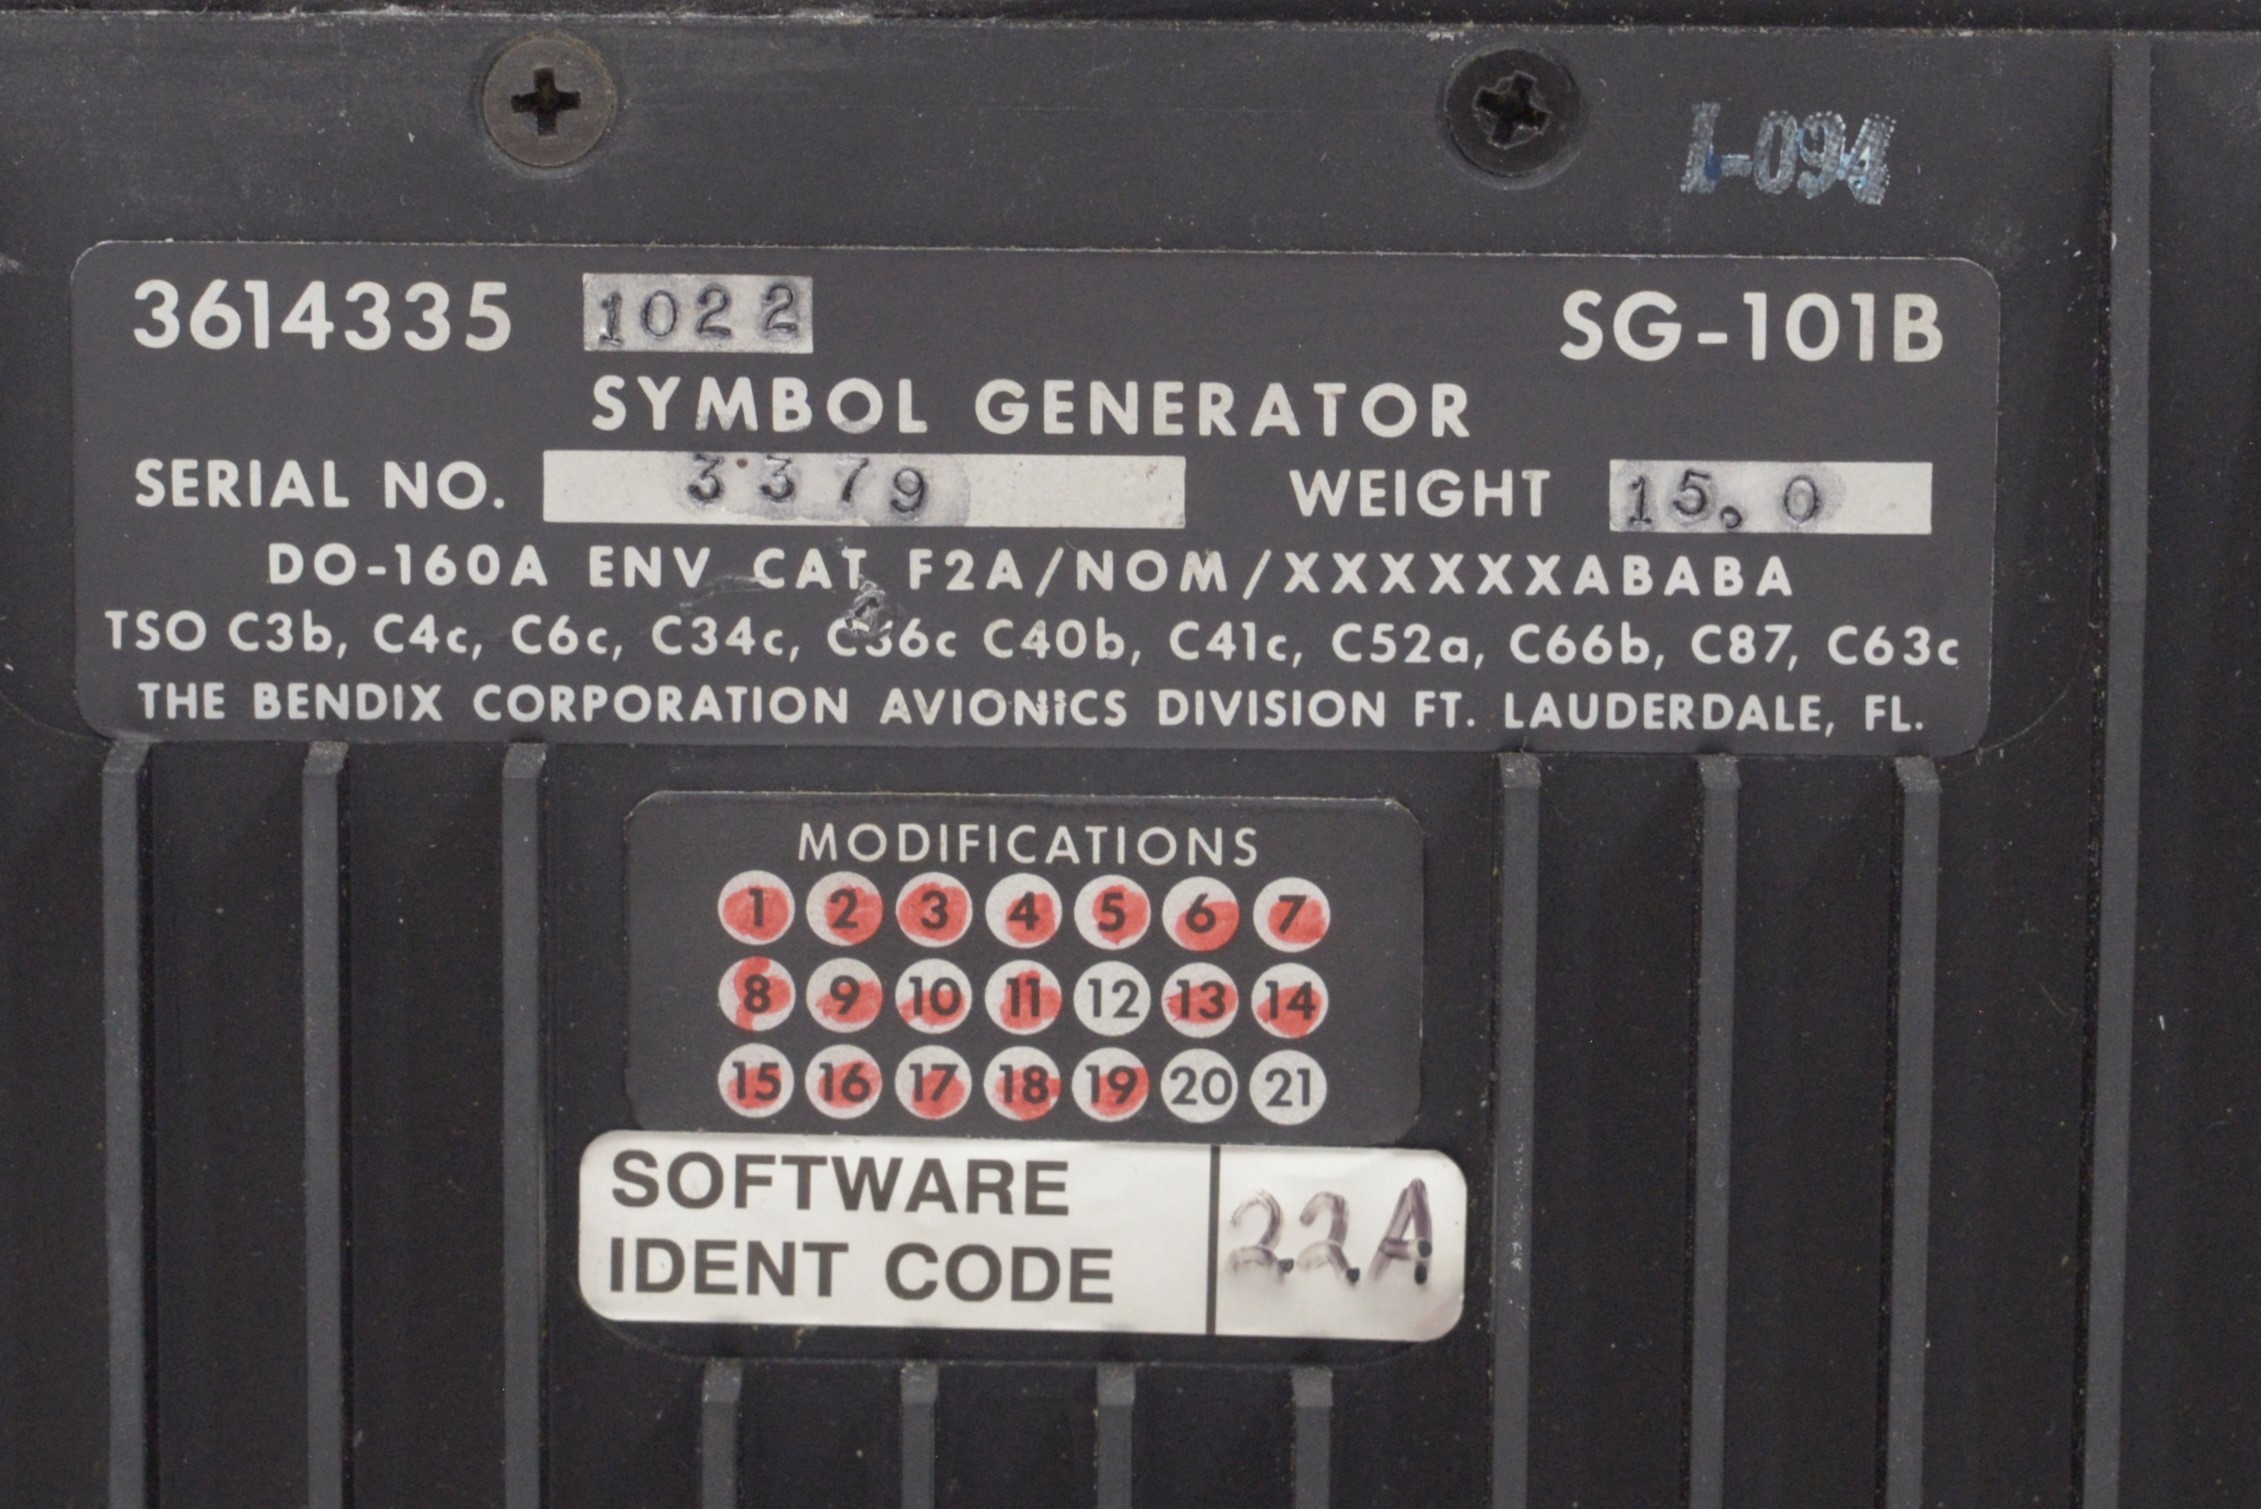 1-094
3614335 1022 SG-101B
SYMBOL GENERATOR
SERIAL NO. 3379 WEIGHT 15.0
DO-160A ENV CAT F2A/NOM/XXXXXXABABA
TSO C3b, C4c, C6c, C34c, C36c C40b, C41c, C52a, C66b, C87, C63c
THE BENDIX CORPORATION AVIONICS DIVISION FT. LAUDERDALE, FL.
MODIFICATIONS
1 2 3 4 5 6 7
8 9 10 11 12 13 14
15 16 17 18 19 20 21
SOFTWARE
IDENT CODE 22A